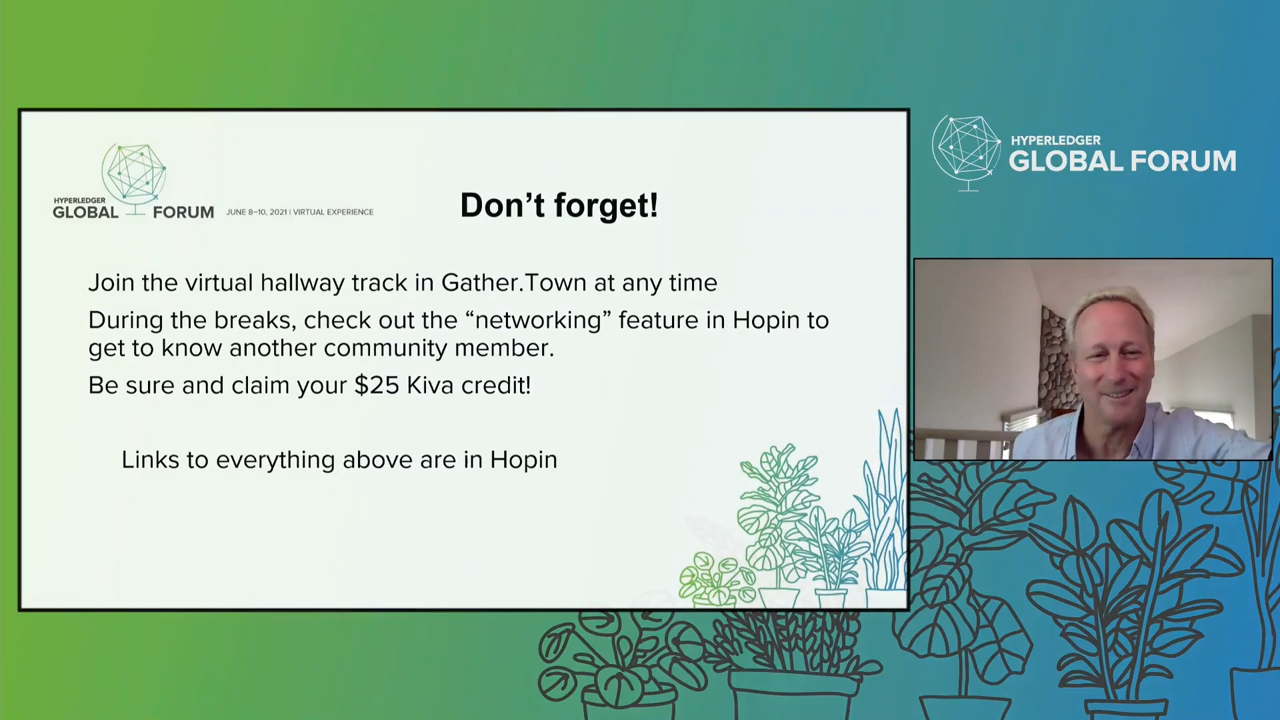 HYPERLEDGER
GLOBAL FORUM
JUNE 8–10, 2021 | VIRTUAL EXPERIENCE
Don’t forget!
Join the virtual hallway track in Gather.Town at any time
During the breaks, check out the “networking” feature in Hopin to
get to know another community member.
Be sure and claim your $25 Kiva credit!
Links to everything above are in Hopin
HYPERLEDGER
GLOBAL FORUM